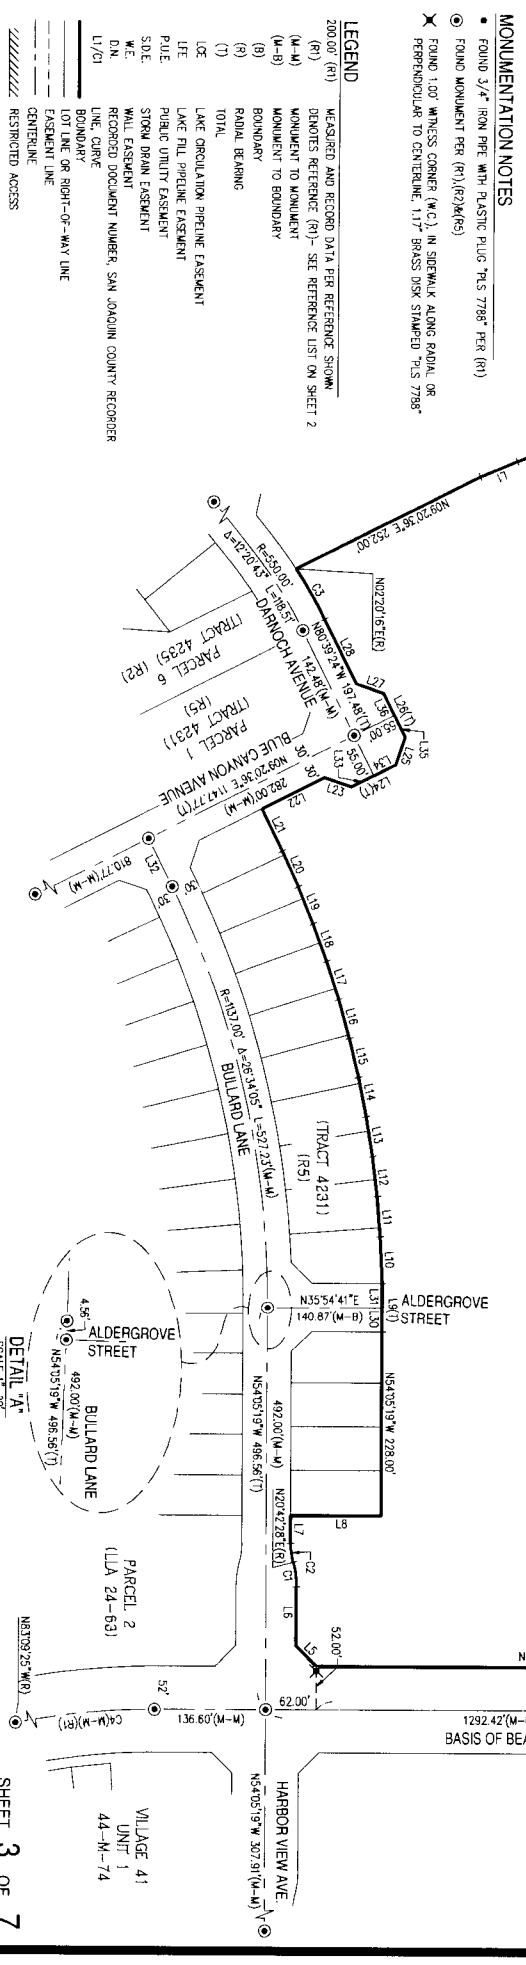 MONUMENTATION NOTES
FOUND 3/4" IRON PIPE WITH PLASTIC PLUG "PLS 7788" PER (R1)
FOUND MONUMENT PER (R1),(R2)&(R5)
FOUND 1.00' WITNESS CORNER (W.C.), IN SIDEWALK ALONG RADIAL OR
PERPENDICULAR TO CENTERLINE, 1.17" BRASS DISK STAMPED "PLS 7788"
LEGEND
200.00' (R1) MEASURED AND RECORD DATA PER REFERENCE SHOWN
(R1) DENOTES REFERENCE (R1)- SEE REFERENCE LIST ON SHEET 2
(M-M) MONUMENT TO MONUMENT
(M-B) MONUMENT TO BOUNDARY
(B) BOUNDARY
(R) RADIAL BEARING
(T) TOTAL
LCE LAKE CIRCULATION PIPELINE EASEMENT
LFE LAKE FILL PIPELINE EASEMENT
P.U.E. PUBLIC UTILITY EASEMENT
S.D.E. STORM DRAIN EASEMENT
W.E. WALL EASEMENT
D.N. RECORDED DOCUMENT NUMBER, SAN JOAQUIN COUNTY RECORDER
L1/C1 LINE, CURVE
BOUNDARY
LOT LINE OR RIGHT-OF-WAY LINE
EASEMENT LINE
CENTERLINE
RESTRICTED ACCESS
L1
N09°20'36"E 252.00'
N02°20'16"E(R)
C3
R=550.00'
Δ=12°20'43" L=118.51'
DARNOCH AVENUE
L28
N80°39'24"W 197.48'(T)
142.48'(M-M)
L27
L36
L26(T)
55.00'
L35
L25
L34
L24(T)
55.00'
L33
L23
L22
30' 30'
PARCEL 6
(TRACT 4235) (R2)
PARCEL 1
(TRACT 4231)
(R5)
BLUE CANYON AVENUE
N09°20'36"E 1147.77'(T)
282.00'(M-M)
810.77'(M-M)
L32
30'
30'
L21
L20
L19
L18
L17
L16
L15
L14
L13
L12
L11
L10
R=1137.00' Δ=26°34'05" L=527.23'(M-M)
BULLARD LANE
(TRACT 4231)
(R5)
L31
L30
L9(T)
ALDERGROVE
STREET
N35°54'41"E
140.87'(M-B)
N54°05'19"W 228.00'
492.00'(M-M)
N54°05'19"W 496.56'(T)
L8
L7
N20°42'28"E(R)
C2
C1
L6
L5
52.00'
62.00'
4.56'
ALDERGROVE
STREET
BULLARD LANE
492.00'(M-M)
N54°05'19"W 496.56'(T)
DETAIL "A"
PARCEL 2
(LLA 24-63)
N83°09'25"W(R)
C4(M-M)(R1)
52'
136.60'(M-M)
1292.42'(M-
BASIS OF BEA
HARBOR VIEW AVE.
N54°05'19"W 307.91'(M-M)
VILLAGE 41
UNIT 1
44-M-74
SHEET 3 OF 7